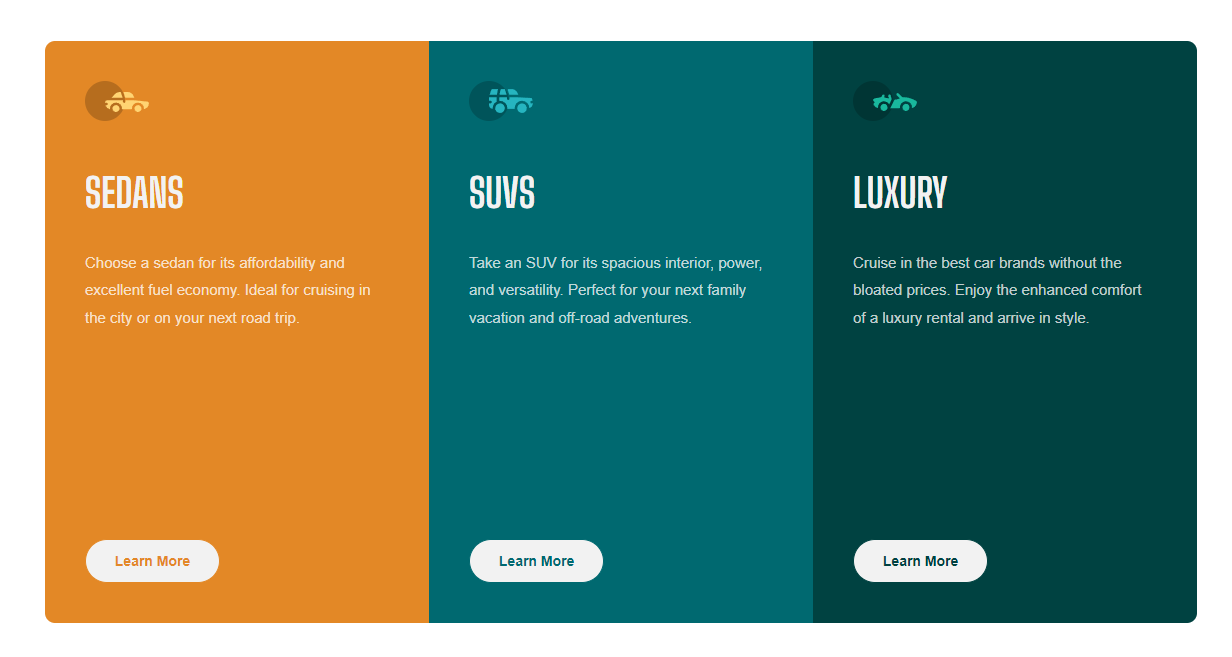 SEDANS
Choose a sedan for its affordability and
excellent fuel economy. Ideal for cruising in
the city or on your next road trip.
Learn More
SUVS
Take an SUV for its spacious interior, power,
and versatility. Perfect for your next family
vacation and off-road adventures.
Learn More
LUXURY
Cruise in the best car brands without the
bloated prices. Enjoy the enhanced comfort
of a luxury rental and arrive in style.
Learn More